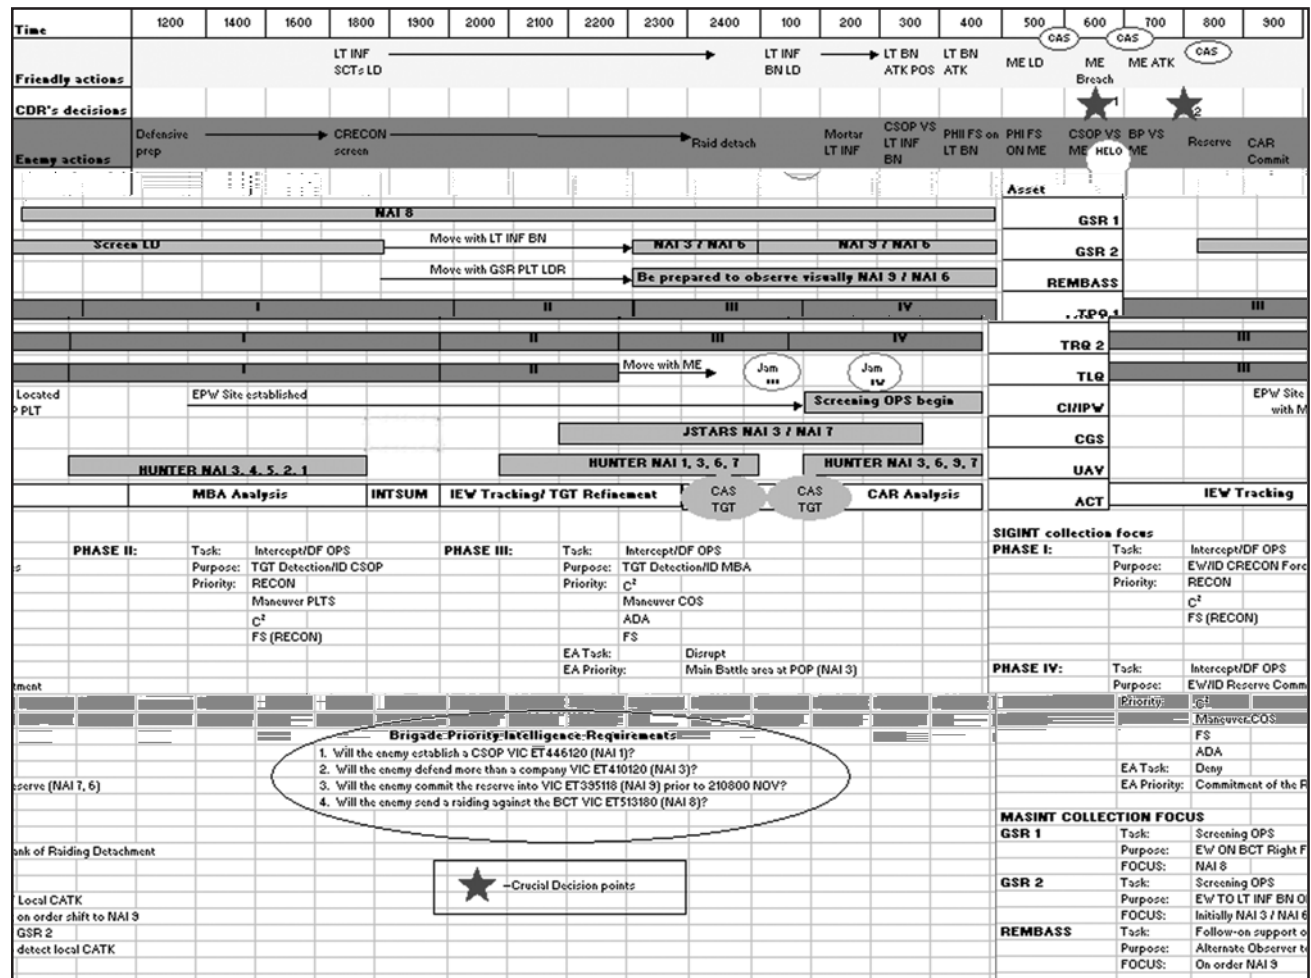 Time 1200 1400 1600 1800 1900 2000 2100 2200 2300 2400 100 200 300 400 500 600 700 800 900
CAS CAS CAS
Friendly actions
LT INF
SCTs LD
LT INF
BN LD
LT BN
ATK POS
LT BN
ATK
ME LD
ME
Breach
ME ATK
CDR's decisions 1 2
Enemy actions
Defensive
prep
CRECON
screen
Raid detach
Mortar
LT INF
CSOP VS
LT INF
BN
PHII FS on
LT BN
PHI FS
ON ME
CSOP VS
ME
HELO
BP VS
ME
Reserve
CAR
Commit
Asset
NAI 8 GSR 1
Screen LD Move with LT INF BN NAI 3 / NAI 6 NAI 9 / NAI 6 GSR 2
Move with GSR PLT LDR Be prepared to observe visually NAI 9 / NAI 6 REMBASS
I II III IV III
I II III IV TRQ 2 III
I II Move with ME Jam III Jam IV TLQ III
Located
PLT
EPW Site established Screening OPS begin CI/IPW EPW Site
with M
JSTARS NAI 3 / NAI 7 CGS
HUNTER NAI 3, 4, 5, 2, 1 HUNTER NAI 1, 3, 6, 7 HUNTER NAI 3, 6, 9, 7 UAV
MBA Analysis INTSUM IEW Tracking/ TGT Refinement CAS
TGT
CAS
TGT
CAR Analysis ACT IEW Tracking
PHASE II: Task: Intercept/DF OPS
Purpose: TGT Detection/ID CSOP
Priority: RECON
Maneuver PLTS
C²
FS (RECON)
PHASE III: Task: Intercept/DF OPS
Purpose: TGT Detection/ID MBA
Priority: C²
Maneuver COS
ADA
FS
EA Task: Disrupt
EA Priority: Main Battle area at POP (NAI 3)
SIGINT collection focus
PHASE I: Task: Intercept/DF OPS
Purpose: EW/ID CRECON Forc
Priority: RECON
C²
FS (RECON)
PHASE IV: Task: Intercept/DF OPS
Purpose: EW/ID Reserve Comm
Priority: C²
Maneuver COS
FS
ADA
EA Task: Deny
EA Priority: Commitment of the R
tment
Brigade Priority Intelligence Requirements
1. Will the enemy establish a CSOP VIC ET446120 (NAI 1)?
2. Will the enemy defend more than a company VIC ET410120 (NAI 3)?
3. Will the enemy commit the reserve into VIC ET395118 (NAI 9) prior to 210800 NOV?
4. Will the enemy send a raiding against the BCT VIC ET513180 (NAI 8)?
eserve (NAI 7, 6)
ank of Raiding Detachment
Local CATK
on order shift to NAI 9
GSR 2
detect local CATK
–Crucial Decision points
MASINT COLLECTION FOCUS
GSR 1 Task: Screening OPS
Purpose: EW ON BCT Right F
FOCUS: NAI 8
GSR 2 Task: Screening OPS
Purpose: EW TO LT INF BN O
FOCUS: Initially NAI 3 / NAI 6
REMBASS Task: Follow-on support o
Purpose: Alternate Observer to
FOCUS: On order NAI 9